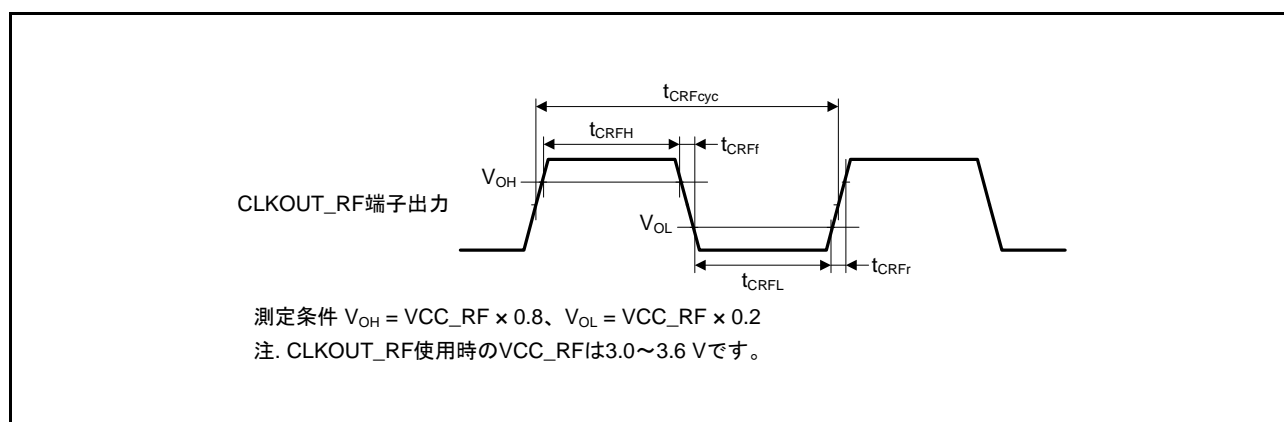 tCRFcyc
tCRFH
tCRFf
VOH
CLKOUT_RF端子出力
VOL
tCRFL
tCRFr
測定条件 VOH = VCC_RF × 0.8、VOL = VCC_RF × 0.2
注. CLKOUT_RF使用時のVCC_RFは3.0～3.6 Vです。